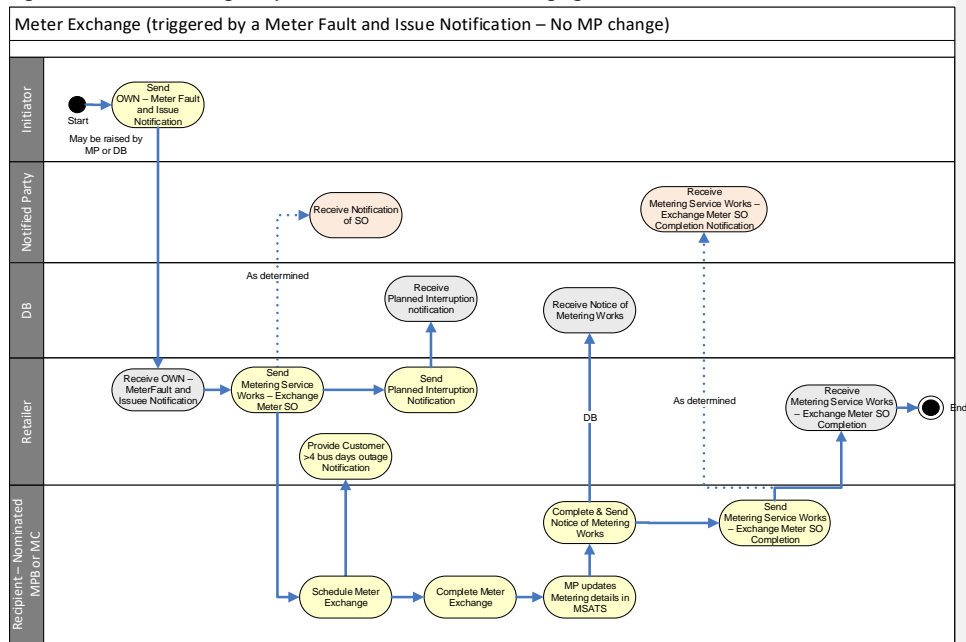 Meter Exchange (triggered by a Meter Fault and Issue Notification – No MP change)
Initiator
Send
OWN – Meter Fault
and Issue
Notification
Start
May be raised by
MP or DB
Notified Party
Receive Notification
of SO
Receive
Metering Service Works –
Exchange Meter SO
Completion Notification
As determined
DB
Receive
Planned Interruption
notification
Receive Notice of
Metering Works
Retailer
Receive OWN –
MeterFault and
Issuee Notification
Send
Metering Service
Works – Exchange
Meter SO
Send
Planned Interruption
Notification
As determined
DB
Receive
Metering Service Works
– Exchange Meter SO
Completion
End
Provide Customer
>4 bus days outage
Notification
Recipient – Nominated
MPB or MC
Complete & Send
Notice of Metering
Works
Send
Metering Service Works
– Exchange Meter SO
Completion
Schedule Meter
Exchange
Complete Meter
Exchange
MP updates
Metering details in
MSATS